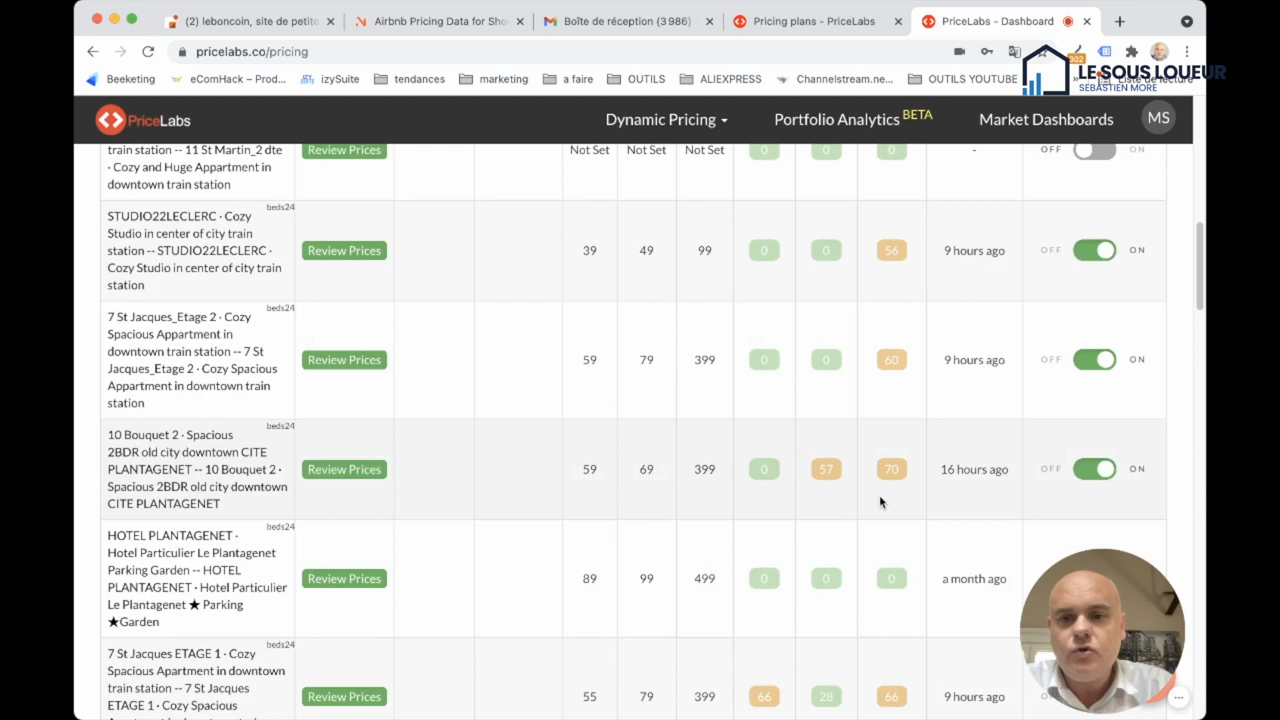 (2) leboncoin, site de petite
Airbnb Pricing Data for Sho
Boîte de réception (3 986)
Pricing plans - PriceLabs
PriceLabs - Dashboard
pricelabs.co/pricing
302
Beeketing
eComHack – Prod...
izySuite
tendances
marketing
a faire
OUTILS
ALIEXPRESS
Channelstream.ne...
OUTILS YOUTUBE
Liste de lecture
LE SOUS LOUEUR
SÉBASTIEN MORE
PriceLabs
Dynamic Pricing
Portfolio Analytics BETA
Market Dashboards
MS
train station -- 11 St Martin_2 dte
· Cozy and Huge Appartment in
downtown train station
Review Prices
Not Set Not Set Not Set 0 0 0 - OFF ON
beds24
STUDIO22LECLERC · Cozy
Studio in center of city train
station -- STUDIO22LECLERC ·
Cozy Studio in center of city train
station
Review Prices
39 49 99 0 0 56 9 hours ago OFF ON
beds24
7 St Jacques_Etage 2 · Cozy
Spacious Appartment in
downtown train station -- 7 St
Jacques_Etage 2 · Cozy Spacious
Appartment in downtown train
station
Review Prices
59 79 399 0 0 60 9 hours ago OFF ON
beds24
10 Bouquet 2 · Spacious
2BDR old city downtown CITE
PLANTAGENET -- 10 Bouquet 2 ·
Spacious 2BDR old city downtown
CITE PLANTAGENET
Review Prices
59 69 399 0 57 70 16 hours ago OFF ON
beds24
HOTEL PLANTAGENET ·
Hotel Particulier Le Plantagenet
Parking Garden -- HOTEL
PLANTAGENET · Hotel Particulier
Le Plantagenet ★ Parking
★Garden
Review Prices
89 99 499 0 0 0 a month ago
beds24
7 St Jacques ETAGE 1 · Cozy
Spacious Apartment in downtown
train station -- 7 St Jacques
ETAGE 1 · Cozy Spacious
Review Prices
55 79 399 66 28 66 9 hours ago